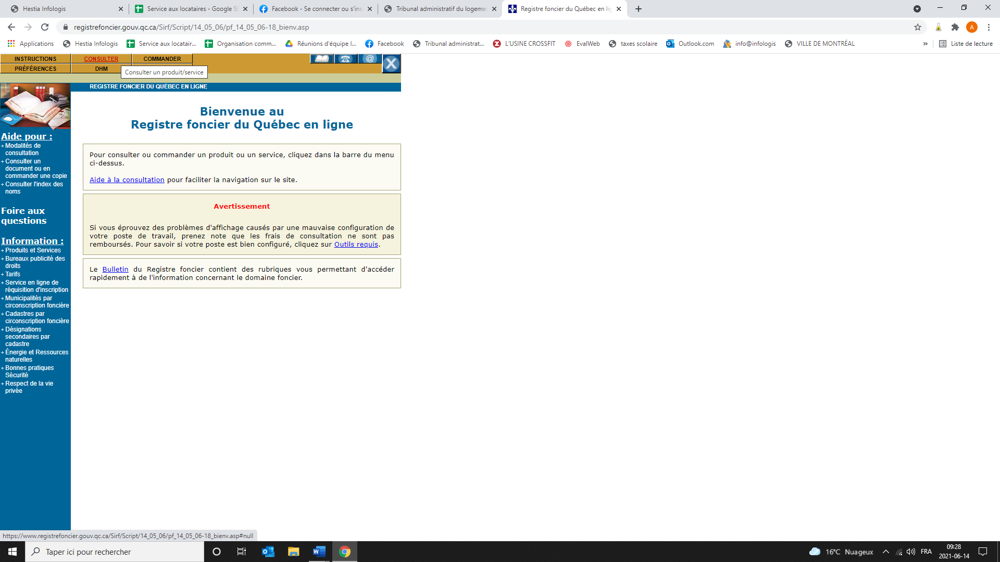 Hestia Infologis
Service aux locataires - Google S
Facebook - Se connecter ou s'ins
Tribunal administratif du logeme
Registre foncier du Québec en lig
registrefoncier.gouv.qc.ca/Sirf/Script/14_05_06/pf_14_05_06-18_bienv.asp
A
Applications
Hestia Infologis
Service aux locatair...
Organisation comm...
Réunions d'équipe I...
Facebook
Tribunal administrat...
L'USINE CROSSFIT
EvalWeb
taxes scolaire
Outlook.com
info@infologis
VILLE DE MONTRÉAL
»
Liste de lecture
INSTRUCTIONS
CONSULTER
COMMANDER
PRÉFÉRENCES
DHM
Consulter un produit/service
REGISTRE FONCIER DU QUÉBEC EN LIGNE
Aide pour :
Modalités de
consultation
Consulter un
document ou en
commander une copie
Consulter l'index des
noms
Foire aux
questions
Information :
Produits et Services
Bureaux publicité des
droits
Tarifs
Service en ligne de
réquisition d'inscription
Municipalités par
circonscription foncière
Cadastres par
circonscription foncière
Désignations
secondaires par
cadastre
Énergie et Ressources
naturelles
Bonnes pratiques
Sécurité
Respect de la vie
privée
Bienvenue au
Registre foncier du Québec en ligne
Pour consulter ou commander un produit ou un service, cliquez dans la barre du menu
ci-dessus.
Aide à la consultation pour faciliter la navigation sur le site.
Avertissement
Si vous éprouvez des problèmes d'affichage causés par une mauvaise configuration de
votre poste de travail, prenez note que les frais de consultation ne sont pas
remboursés. Pour savoir si votre poste est bien configuré, cliquez sur Outils requis.
Le Bulletin du Registre foncier contient des rubriques vous permettant d'accéder
rapidement à de l'information concernant le domaine foncier.
https://www.registrefoncier.gouv.qc.ca/Sirf/Script/14_05_06/pf_14_05_06-18_bienv.asp#null
Taper ici pour rechercher
16°C Nuageux
FRA
09:28
2021-06-14